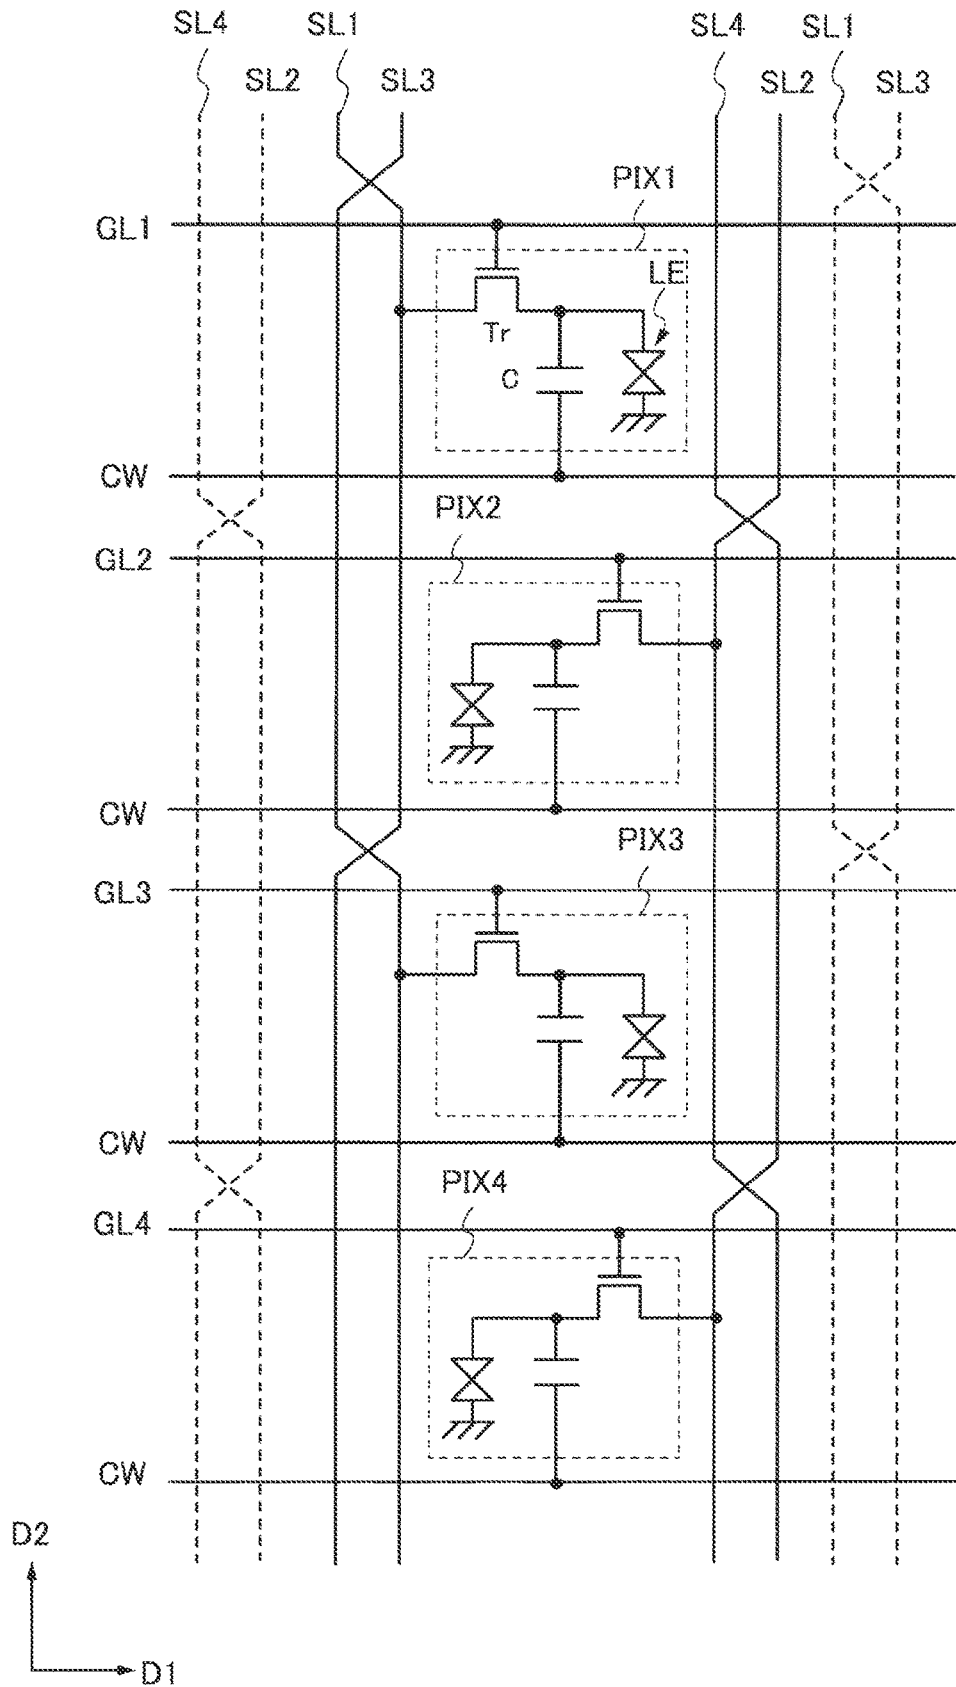 SL4 SL1 SL4 SL1
SL2 SL3 SL2 SL3
PIX1
GL1
LE
Tr
C
CW
PIX2
GL2
CW
PIX3
GL3
CW
PIX4
GL4
CW
D2
D1